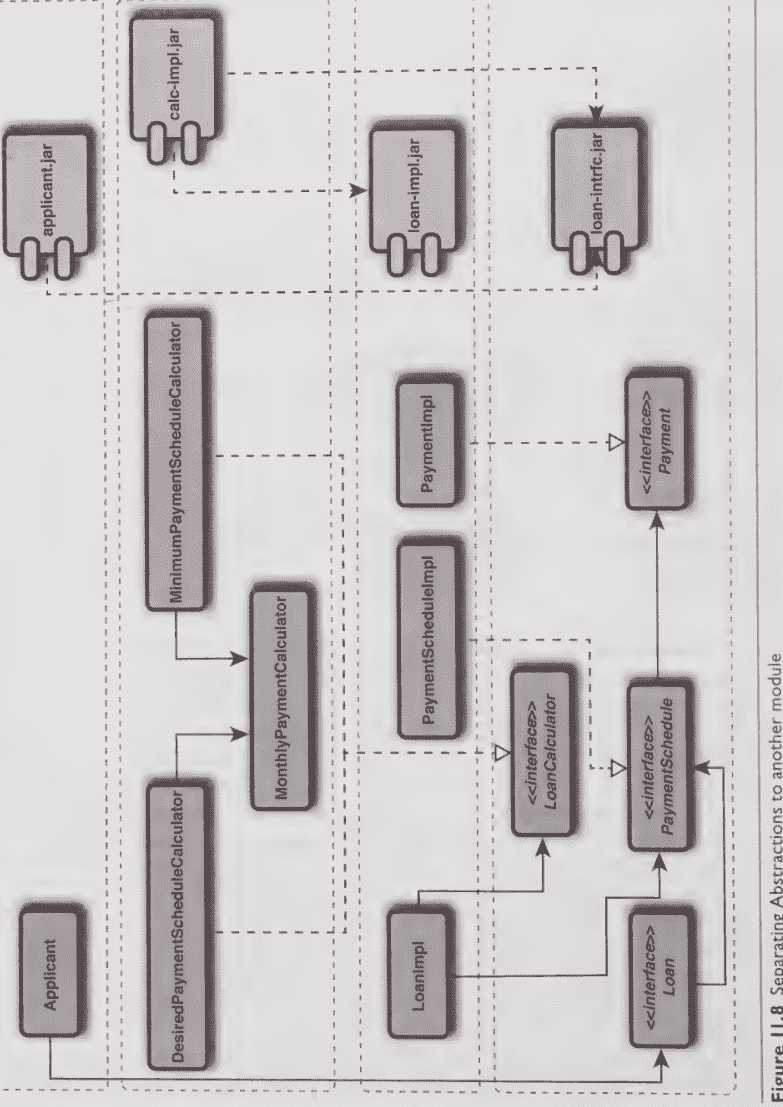 Applicant
applicant.jar
DesiredPaymentScheduleCalculator
MinimumPaymentScheduleCalculator
calc-impl.jar
MonthlyPaymentCalculator
LoanImpl
PaymentScheduleImpl
PaymentImpl
loan-impl.jar
<<interface>>
LoanCalculator
<<interface>>
Loan
<<interface>>
PaymentSchedule
<<interface>>
Payment
loan-intrfc.jar
Figure 11.8 Separating Abstractions to another module